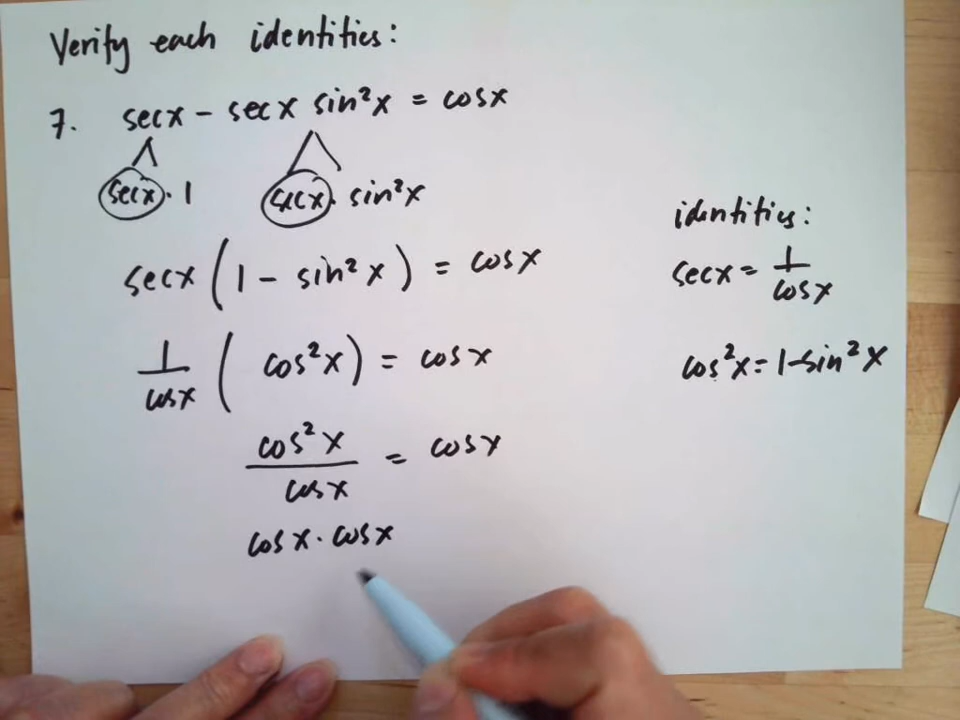 Verify each identities:
7. secx - secx sin²x = cosx
secx · 1 secx · sin²x
secx (1 - sin²x) = cosx
1/cosx (cos²x) = cosx
cos²x/cosx = cosx
cosx · cosx
identities:
secx = 1/cosx
cos²x = 1-sin²x